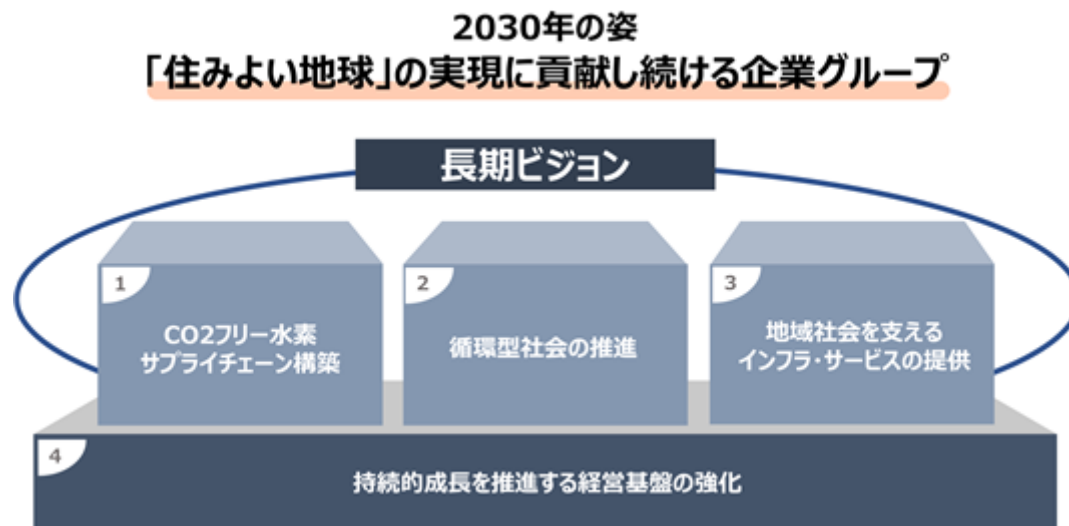 2030年の姿
「住みよい地球」の実現に貢献し続ける企業グループ
長期ビジョン
1
CO2フリー水素
サプライチェーン構築
2
循環型社会の推進
3
地域社会を支える
インフラ・サービスの提供
4
持続的成長を推進する経営基盤の強化